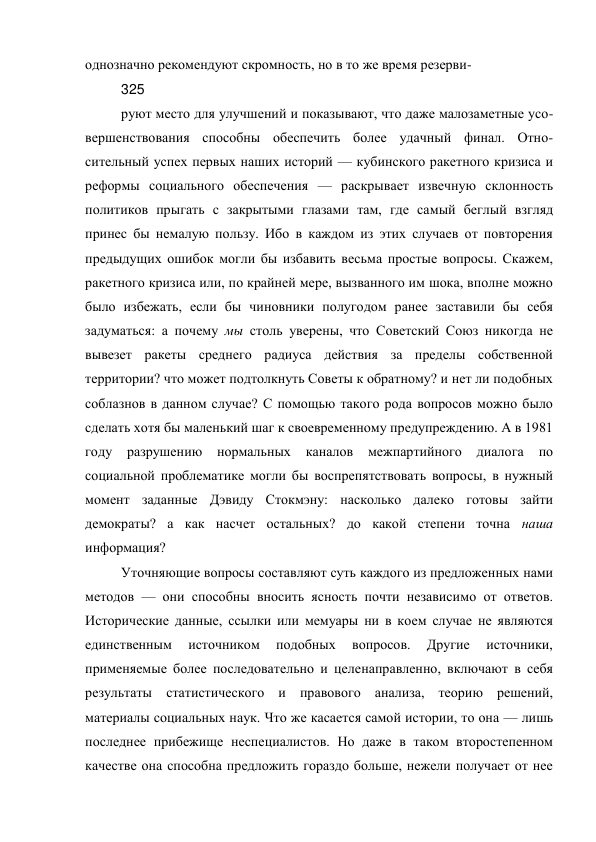 однозначно рекомендуют скромность, но в то же время резерви-
325
руют место для улучшений и показывают, что даже малозаметные усо-
вершенствования способны обеспечить более удачный финал. Отно-
сительный успех первых наших историй — кубинского ракетного кризиса и
реформы социального обеспечения — раскрывает извечную склонность
политиков прыгать с закрытыми глазами там, где самый беглый взгляд
принес бы немалую пользу. Ибо в каждом из этих случаев от повторения
предыдущих ошибок могли бы избавить весьма простые вопросы. Скажем,
ракетного кризиса или, по крайней мере, вызванного им шока, вполне можно
было избежать, если бы чиновники полугодом ранее заставили бы себя
задуматься: а почему мы столь уверены, что Советский Союз никогда не
вывезет ракеты среднего радиуса действия за пределы собственной
территории? что может подтолкнуть Советы к обратному? и нет ли подобных
соблазнов в данном случае? С помощью такого рода вопросов можно было
сделать хотя бы маленький шаг к своевременному предупреждению. А в 1981
году разрушению нормальных каналов межпартийного диалога по
социальной проблематике могли бы воспрепятствовать вопросы, в нужный
момент заданные Дэвиду Стокмэну: насколько далеко готовы зайти
демократы? а как насчет остальных? до какой степени точна наша
информация?
Уточняющие вопросы составляют суть каждого из предложенных нами
методов — они способны вносить ясность почти независимо от ответов.
Исторические данные, ссылки или мемуары ни в коем случае не являются
единственным источником подобных вопросов. Другие источники,
применяемые более последовательно и целенаправленно, включают в себя
результаты статистического и правового анализа, теорию решений,
материалы социальных наук. Что же касается самой истории, то она — лишь
последнее прибежище неспециалистов. Но даже в таком второстепенном
качестве она способна предложить гораздо больше, нежели получает от нее